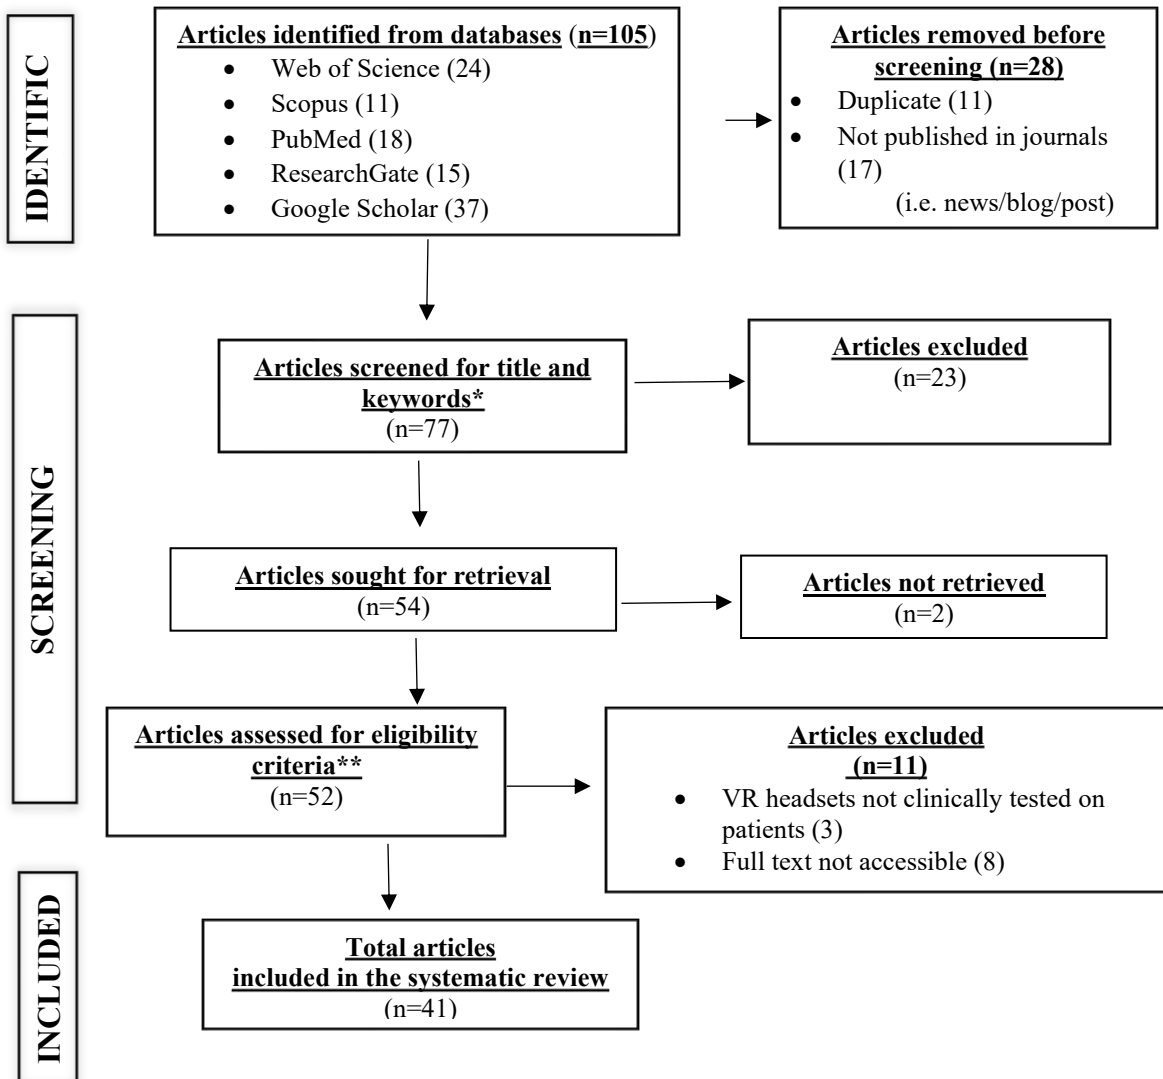 IDENTIFIC
Articles identified from databases (n=105)
• Web of Science (24)
• Scopus (11)
• PubMed (18)
• ResearchGate (15)
• Google Scholar (37)
Articles removed before
screening (n=28)
• Duplicate (11)
• Not published in journals
(17)
(i.e. news/blog/post)
SCREENING
Articles screened for title and
keywords*
(n=77)
Articles excluded
(n=23)
Articles sought for retrieval
(n=54)
Articles not retrieved
(n=2)
Articles assessed for eligibility
criteria**
(n=52)
Articles excluded
(n=11)
• VR headsets not clinically tested on
patients (3)
• Full text not accessible (8)
INCLUDED
Total articles
included in the systematic review
(n=41)